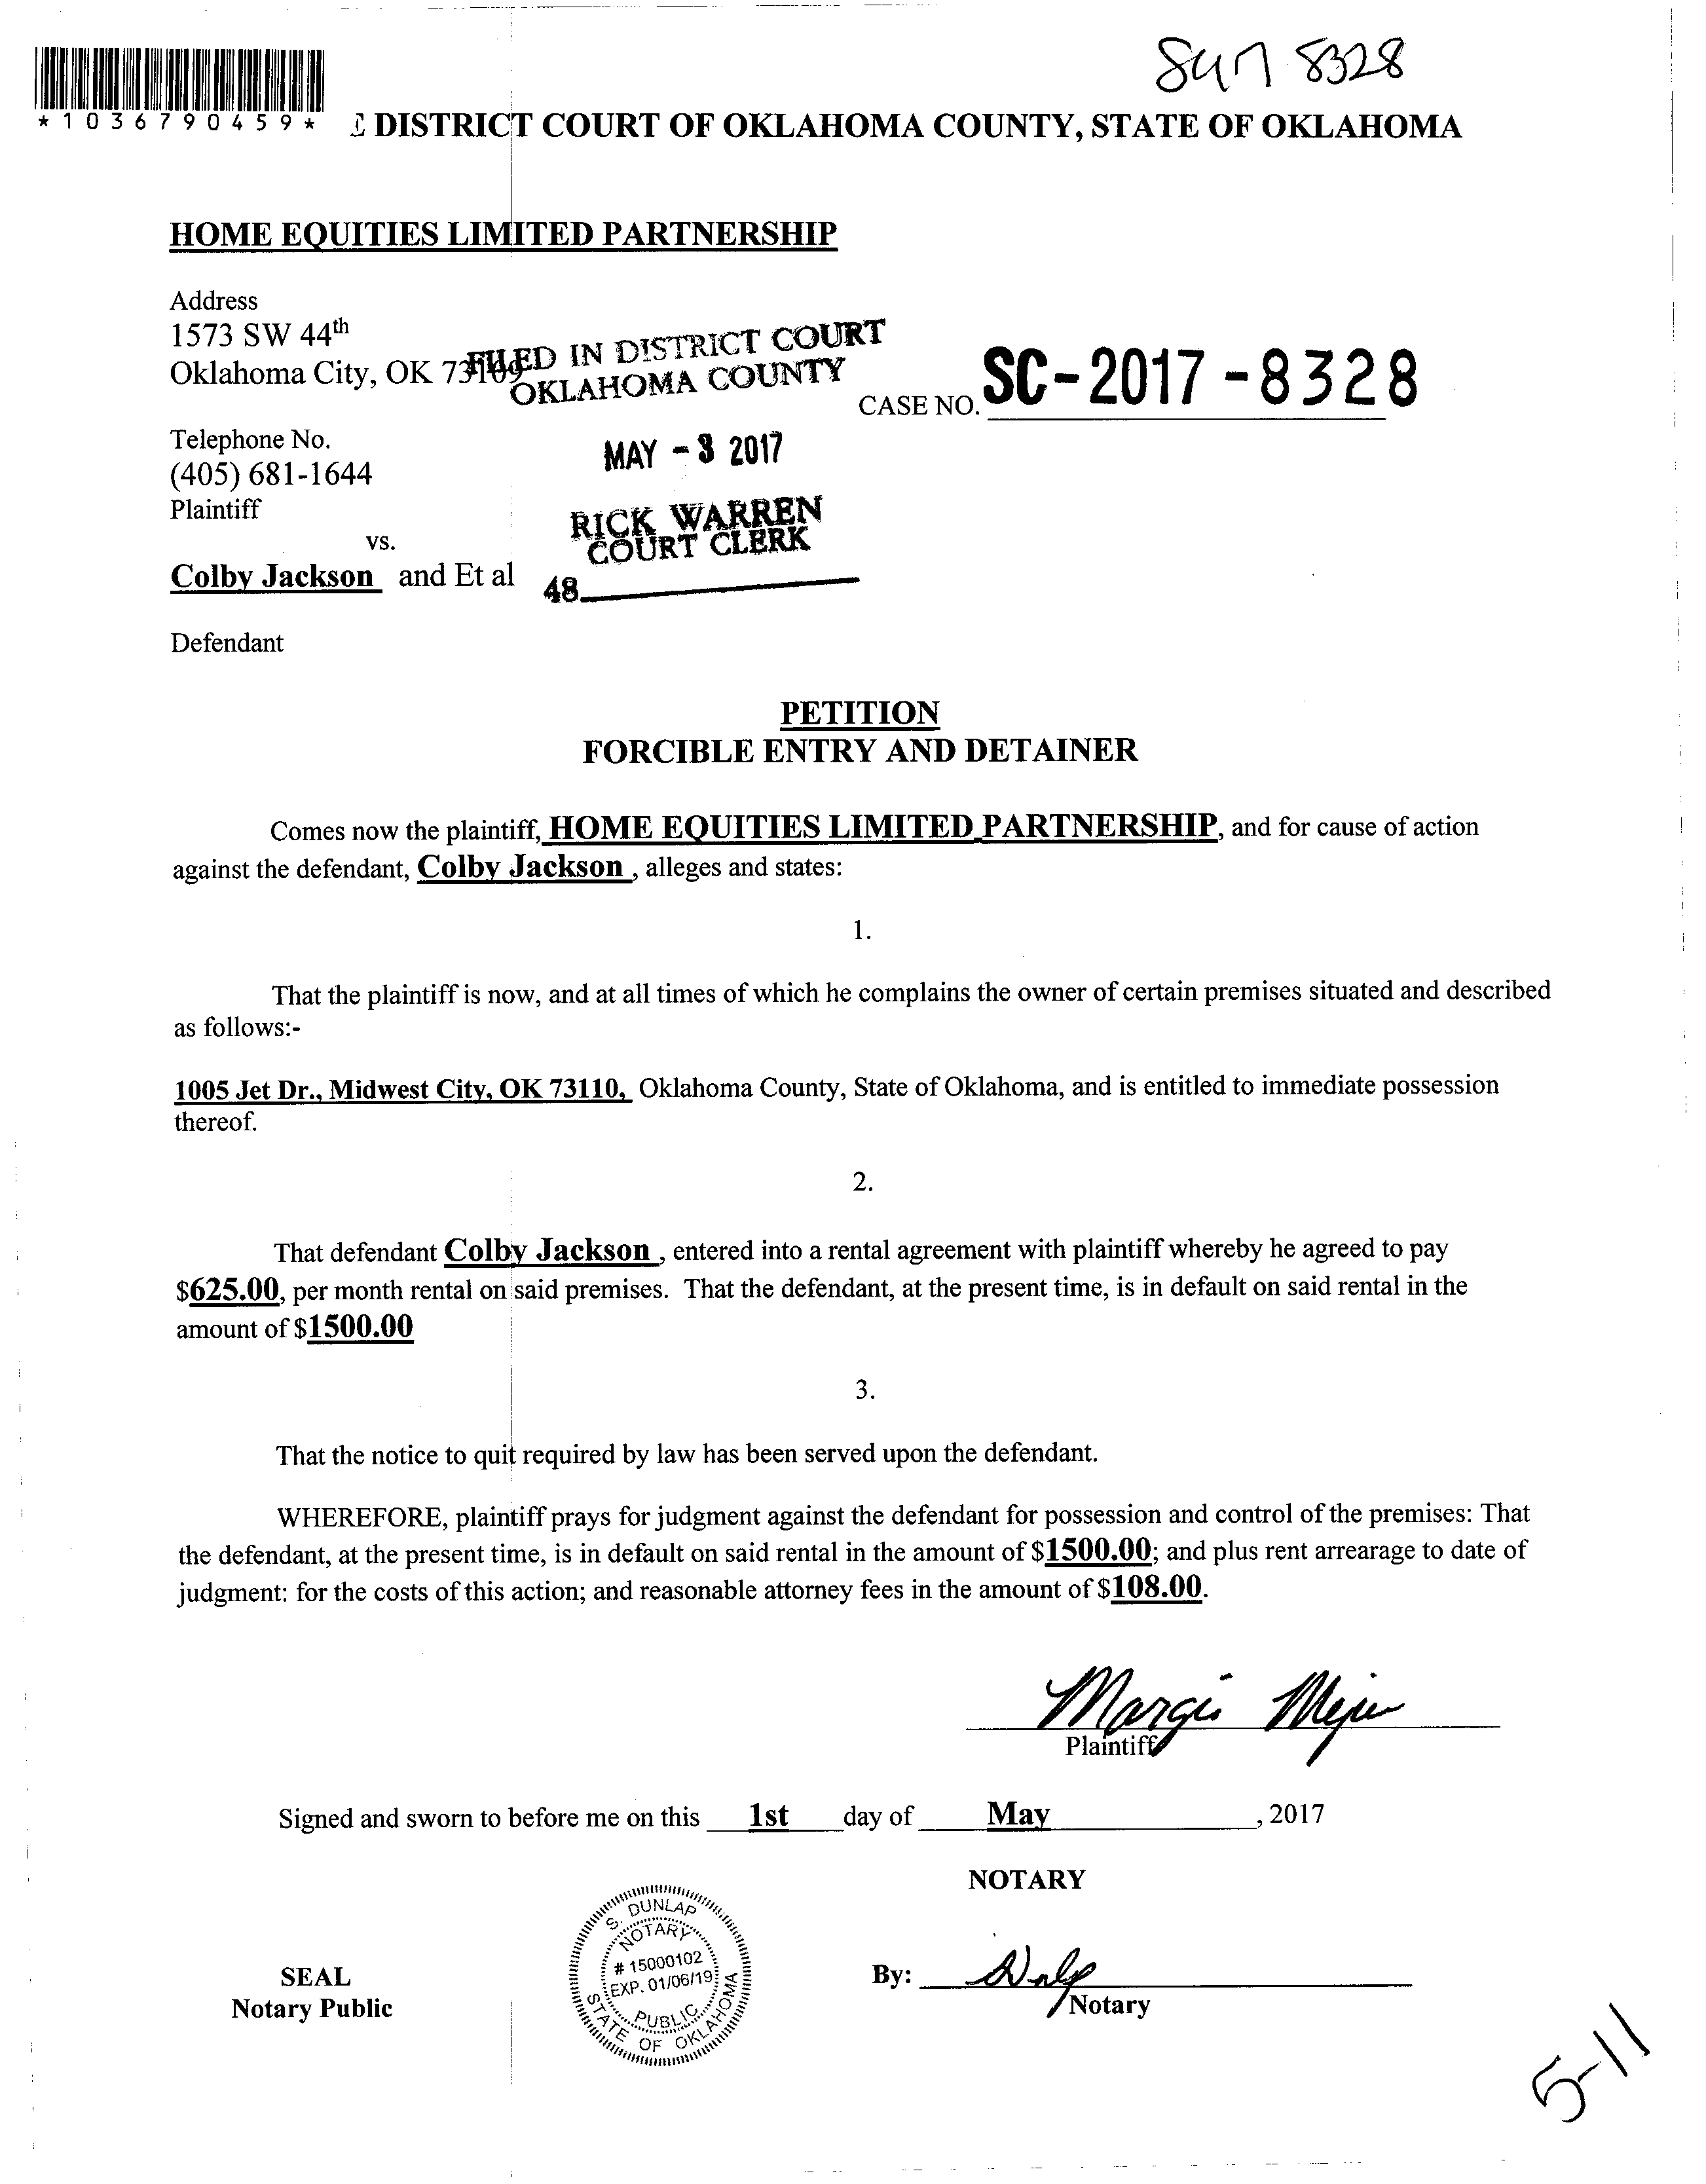 8417 8328
*1036790459*
DISTRICT COURT OF OKLAHOMA COUNTY, STATE OF OKLAHOMA
HOME EQUITIES LIMITED PARTNERSHIP
Address
1573 SW 44th
Oklahoma City, OK 73109
FILED IN DISTRICT COURT
OKLAHOMA COUNTY
CASE NO. SC-2017-8328
Telephone No.
(405) 681-1644
MAY - 3 2017
Plaintiff
RICK WARREN
COURT CLERK
vs.
Colby Jackson and Et al
48
Defendant
PETITION
FORCIBLE ENTRY AND DETAINER
Comes now the plaintiff, HOME EQUITIES LIMITED PARTNERSHIP, and for cause of action
against the defendant, Colby Jackson , alleges and states:
1.
That the plaintiff is now, and at all times of which he complains the owner of certain premises situated and described
as follows:-
1005 Jet Dr., Midwest City, OK 73110, Oklahoma County, State of Oklahoma, and is entitled to immediate possession
thereof.
2.
That defendant Colby Jackson , entered into a rental agreement with plaintiff whereby he agreed to pay
$625.00, per month rental on said premises. That the defendant, at the present time, is in default on said rental in the
amount of $1500.00
3.
That the notice to quit required by law has been served upon the defendant.
WHEREFORE, plaintiff prays for judgment against the defendant for possession and control of the premises: That
the defendant, at the present time, is in default on said rental in the amount of $1500.00; and plus rent arrearage to date of
judgment: for the costs of this action; and reasonable attorney fees in the amount of $108.00.
Plaintiff
Signed and sworn to before me on this 1st day of May , 2017
NOTARY
S. DUNLAP
NOTARY
# 15000102
EXP. 01/06/19
PUBLIC
STATE OF OKLAHOMA
SEAL
Notary Public
By:
Notary
5-11